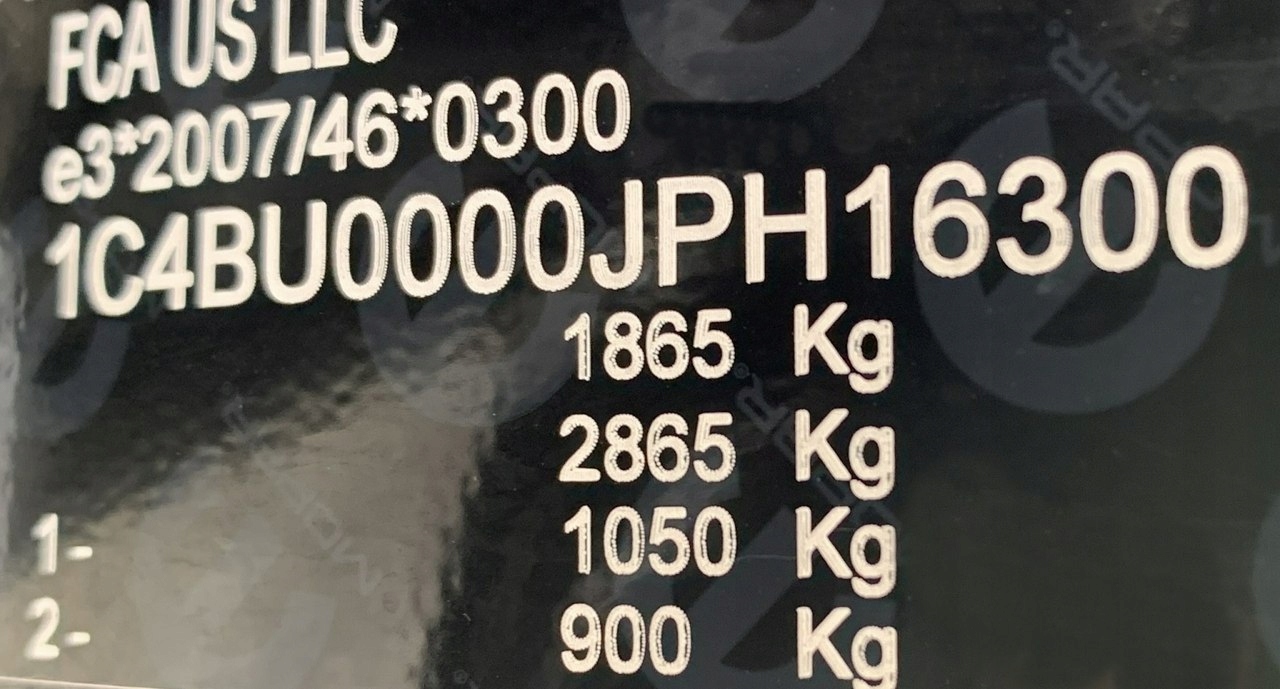 FCA US LLC
e3*2007/46*0300
1C4BU0000JPH16300
1865 Kg
2865 Kg
1- 1050 Kg
2- 900 Kg